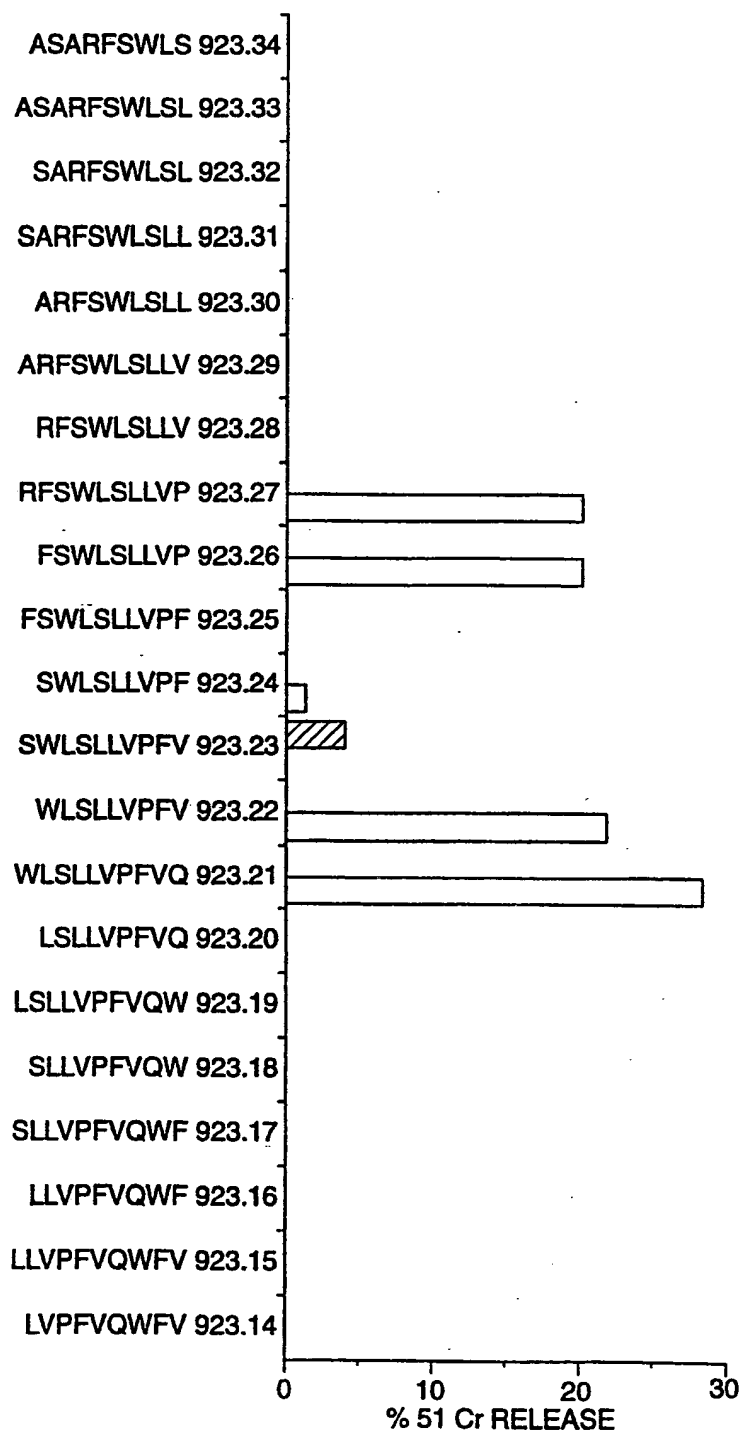 ASARFSWLS 923.34
ASARFSWLSL 923.33
SARFSWLSL 923.32
SARFSWLSLL 923.31
ARFSWLSLL 923.30
ARFSWLSLLV 923.29
RFSWLSLLV 923.28
RFSWLSLLVP 923.27
FSWLSLLVP 923.26
FSWLSLLVPF 923.25
SWLSLLVPF 923.24
SWLSLLVPFV 923.23
WLSLLVPFV 923.22
WLSLLVPFVQ 923.21
LSLLVPFVQ 923.20
LSLLVPFVQW 923.19
SLLVPFVQW 923.18
SLLVPFVQWF 923.17
LLVPFVQWF 923.16
LLVPFVQWFV 923.15
LVPFVQWFV 923.14
0 10 20 30
% 51 Cr RELEASE